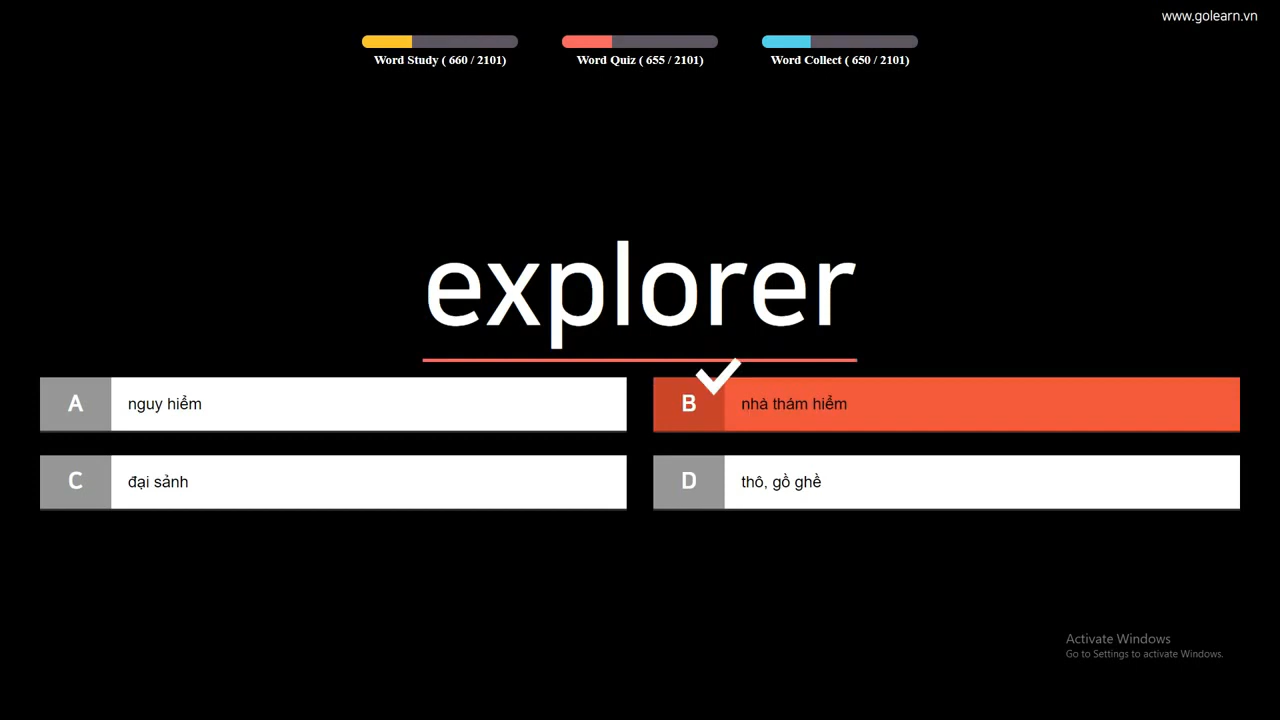 www.golearn.vn
Word Study ( 660 / 2101)
Word Quiz ( 655 / 2101)
Word Collect ( 650 / 2101)
explorer
A nguy hiểm
B nhà thám hiểm
C đại sảnh
D thô, gồ ghề
Activate Windows
Go to Settings to activate Windows.